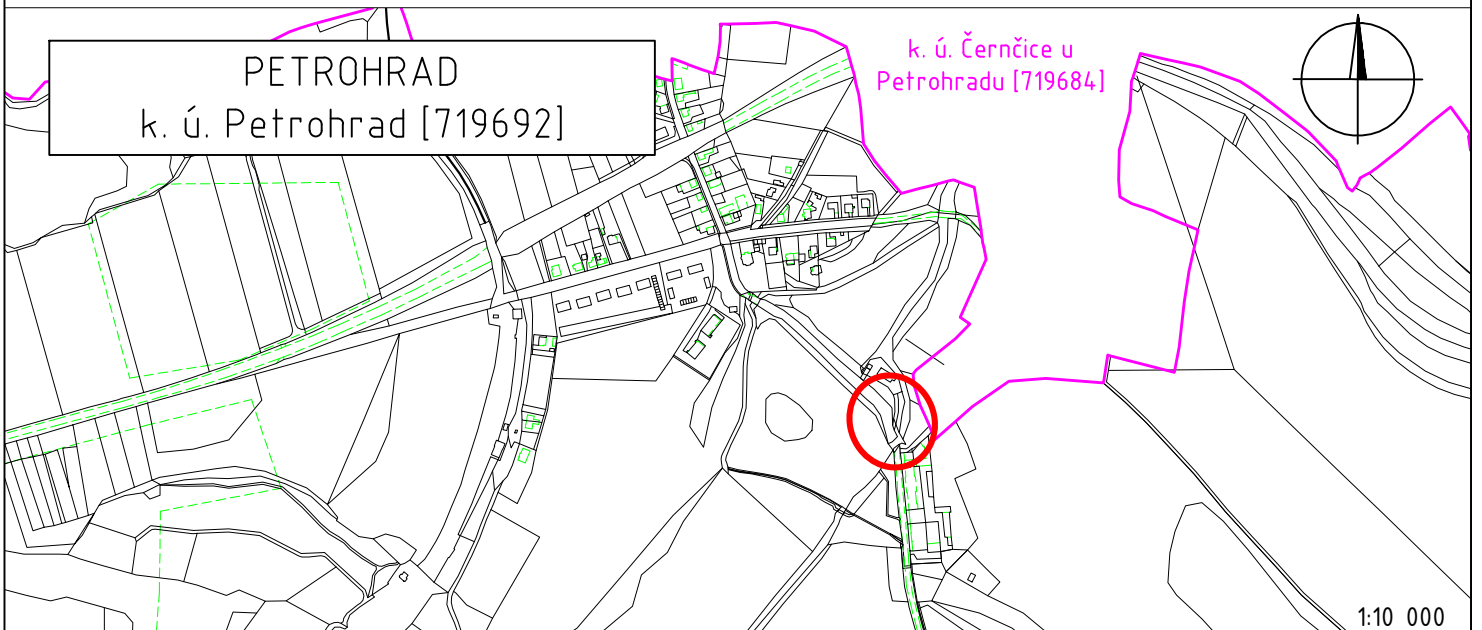 PETROHRAD
k. ú. Petrohrad [719692]
k. ú. Černčice u
Petrohradu [719684]
1:10 000